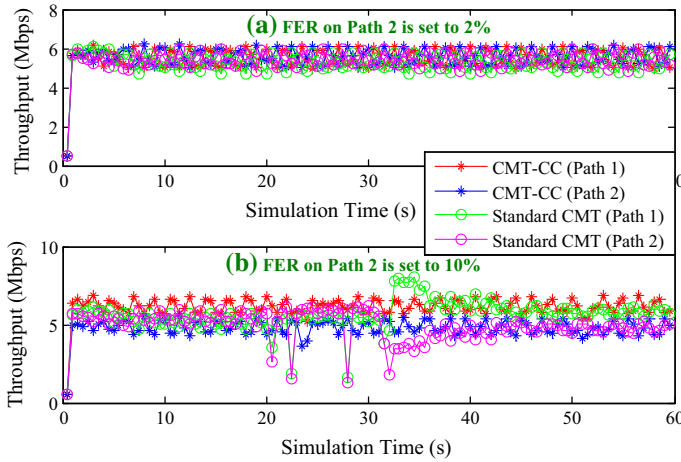 (a) FER on Path 2 is set to 2%
Throughput (Mbps)
8
6
4
2
0
0 10 20 30 40 50 60
Simulation Time (s)
CMT-CC (Path 1)
CMT-CC (Path 2)
Standard CMT (Path 1)
Standard CMT (Path 2)
(b) FER on Path 2 is set to 10%
Throughput (Mbps)
10
5
0
0 10 20 30 40 50 60
Simulation Time (s)